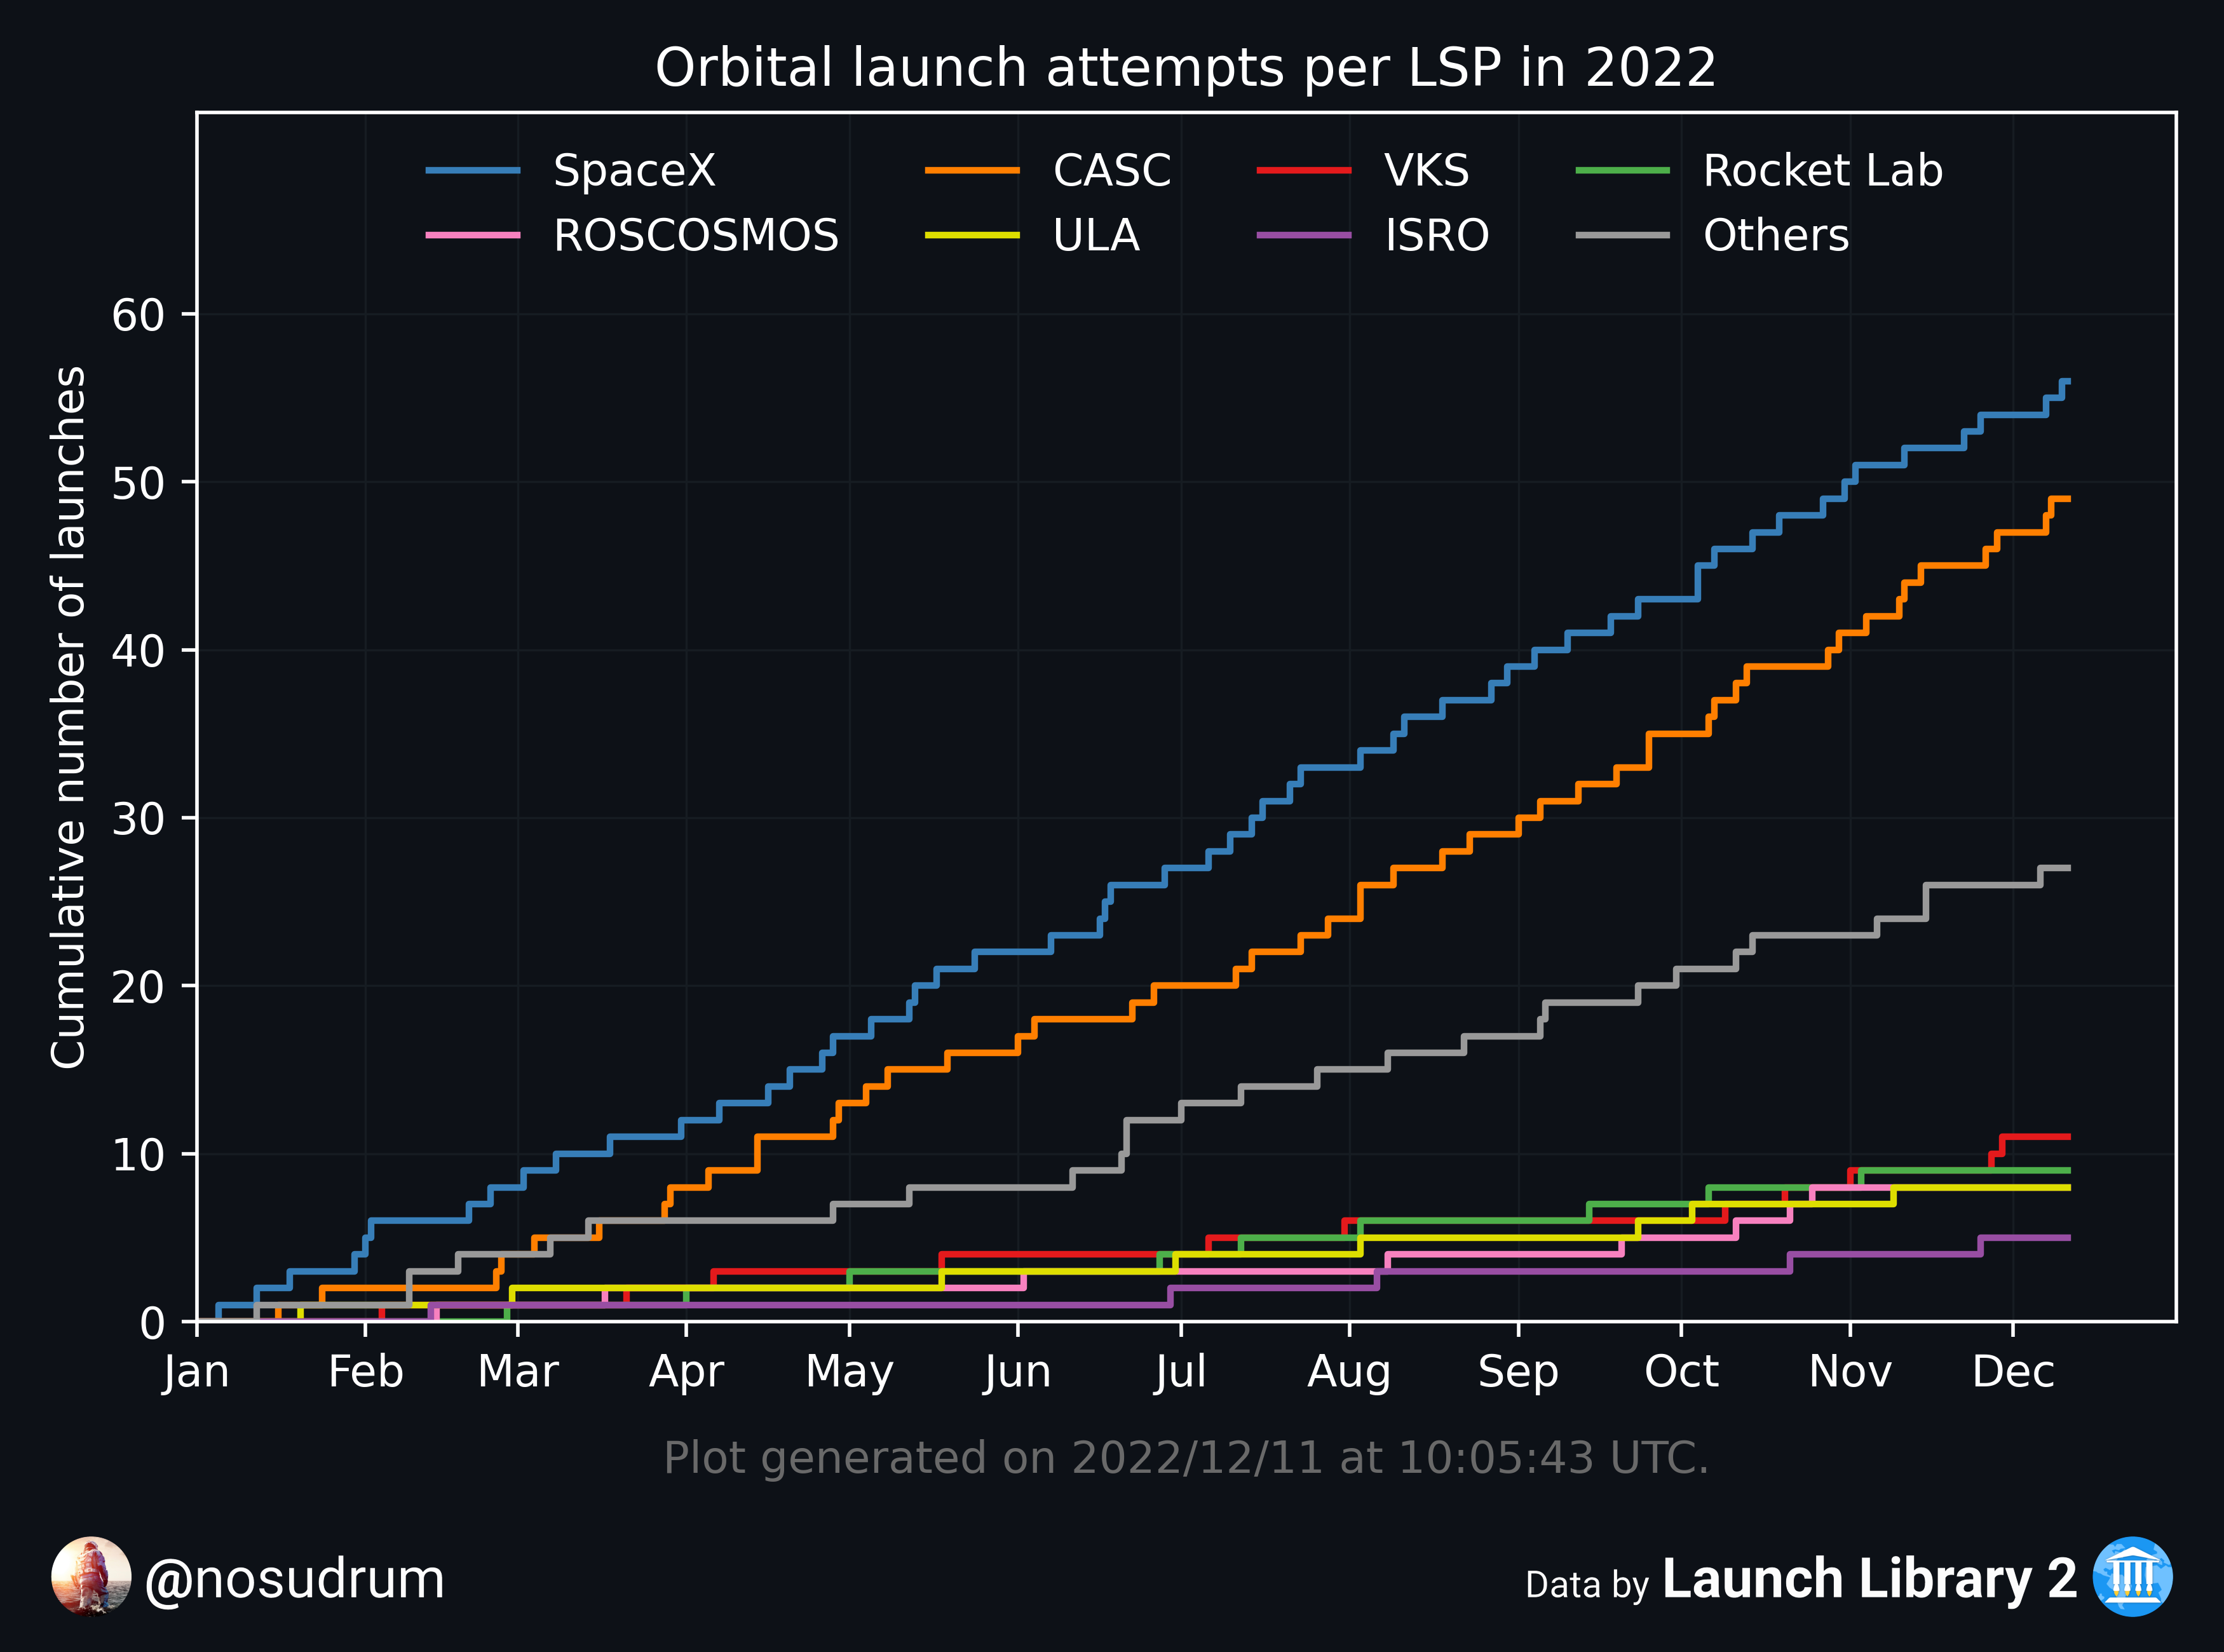 Orbital launch attempts per LSP in 2022
SpaceX CASC VKS Rocket Lab
ROSCOSMOS ULA ISRO Others
Cumulative number of launches
60
50
40
30
20
10
0
Jan Feb Mar Apr May Jun Jul Aug Sep Oct Nov Dec
Plot generated on 2022/12/11 at 10:05:43 UTC.
@nosudrum
Data by Launch Library 2